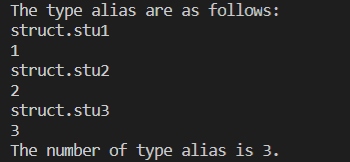 The type alias are as follows:
struct.stu1
1
struct.stu2
2
struct.stu3
3
The number of type alias is 3.